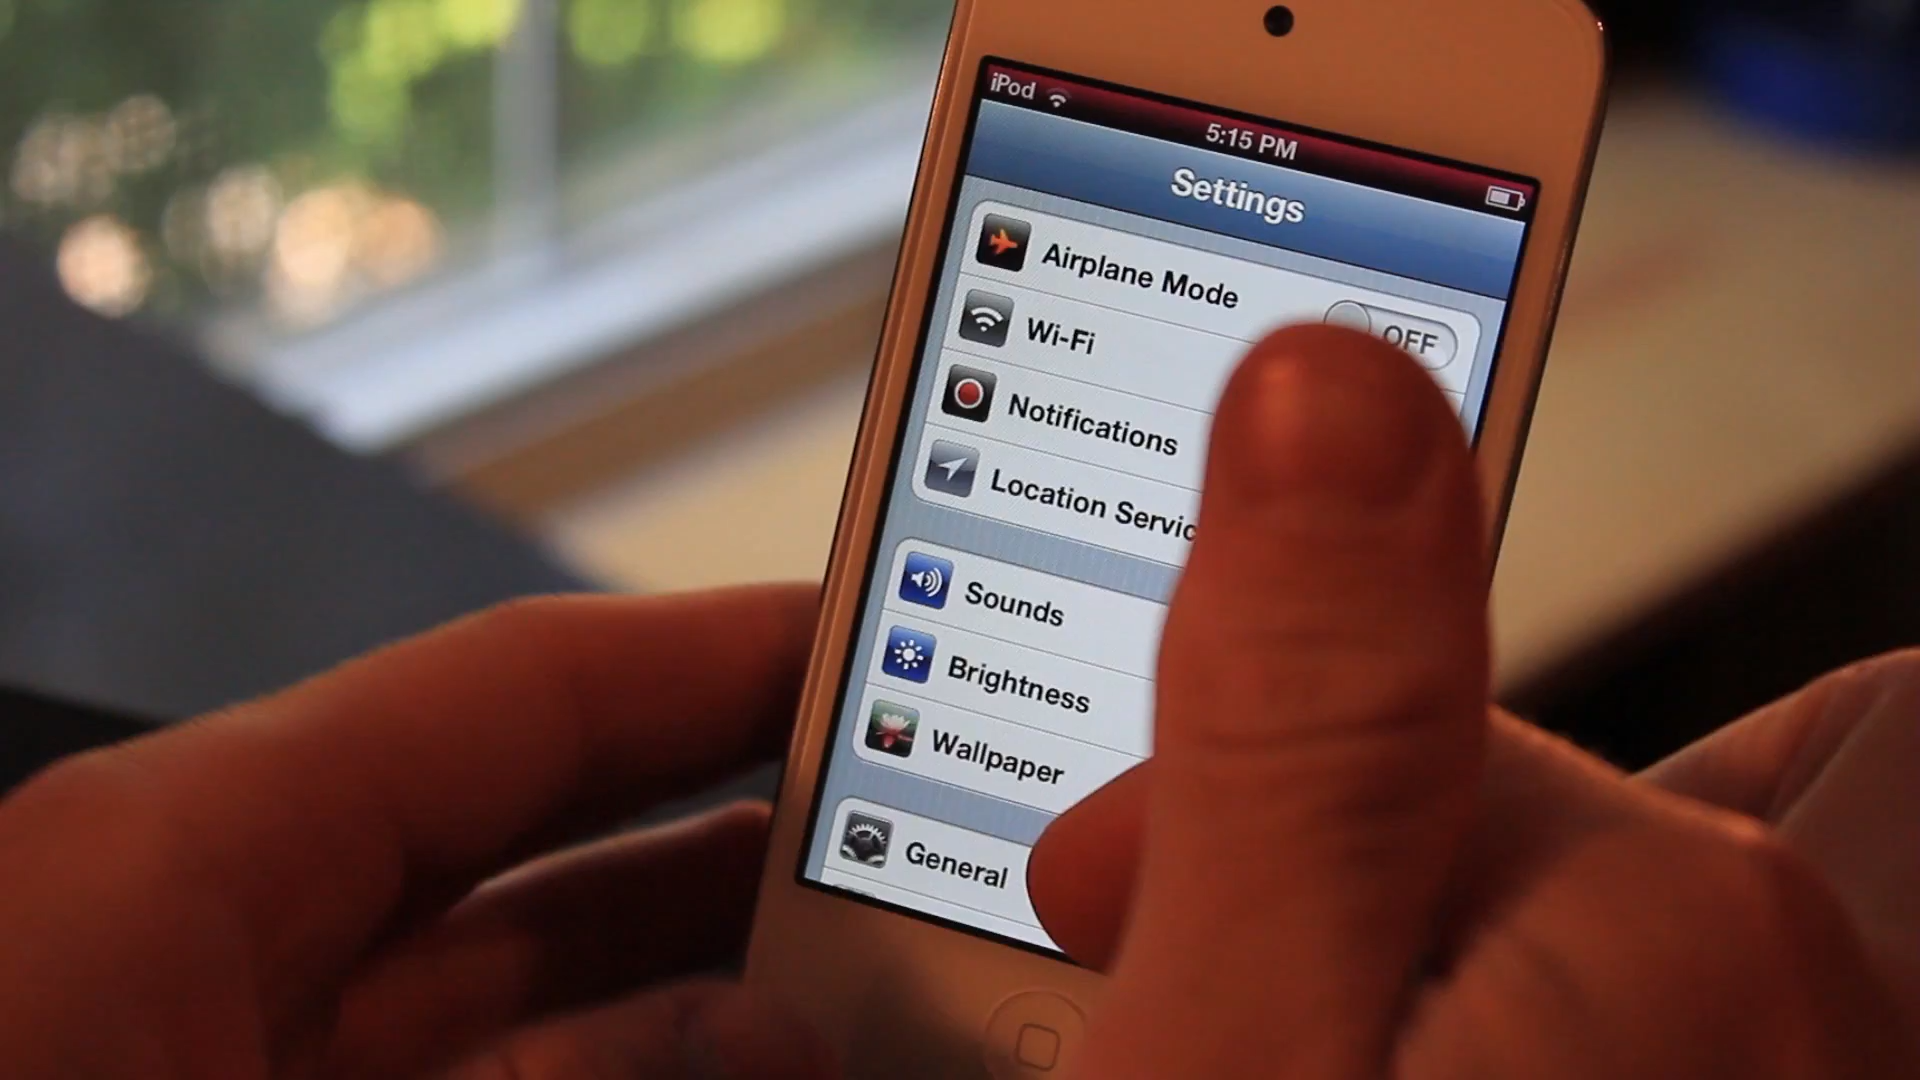 iPod
5:15 PM
Settings
Airplane Mode
OFF
Wi-Fi
Notifications
Location Servic
Sounds
Brightness
Wallpaper
General